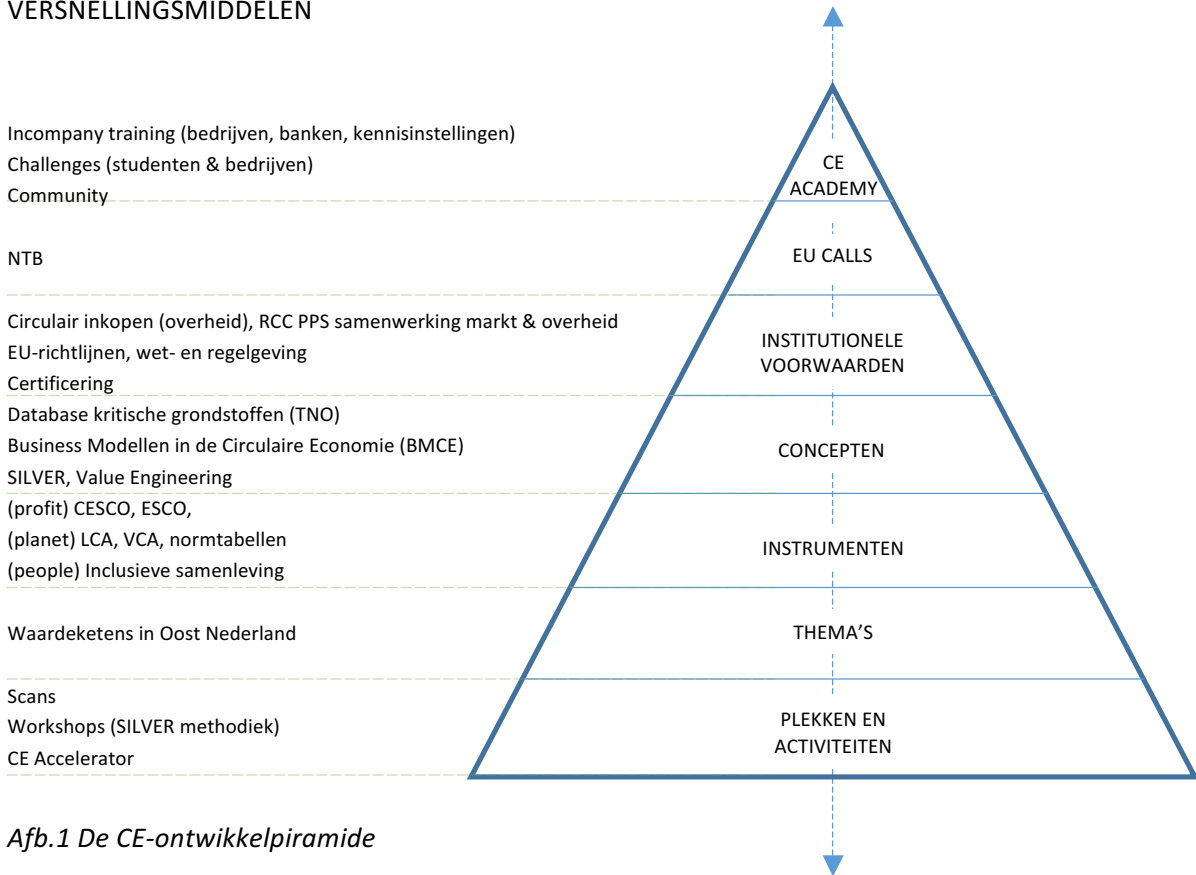 VERSNELLINGSMIDDELEN
Incompany training (bedrijven, banken, kennisinstellingen)
Challenges (studenten & bedrijven)
Community
CE
ACADEMY
NTB
EU CALLS
Circulair inkopen (overheid), RCC PPS samenwerking markt & overheid
EU-richtlijnen, wet- en regelgeving
Certificering
INSTITUTIONELE
VOORWAARDEN
Database kritische grondstoffen (TNO)
Business Modellen in de Circulaire Economie (BMCE)
SILVER, Value Engineering
CONCEPTEN
(profit) CESCO, ESCO,
(planet) LCA, VCA, normtabellen
(people) Inclusieve samenleving
INSTRUMENTEN
Waardeketens in Oost Nederland
THEMA’S
Scans
Workshops (SILVER methodiek)
CE Accelerator
PLEKKEN EN
ACTIVITEITEN
Afb.1 De CE-ontwikkelpiramide